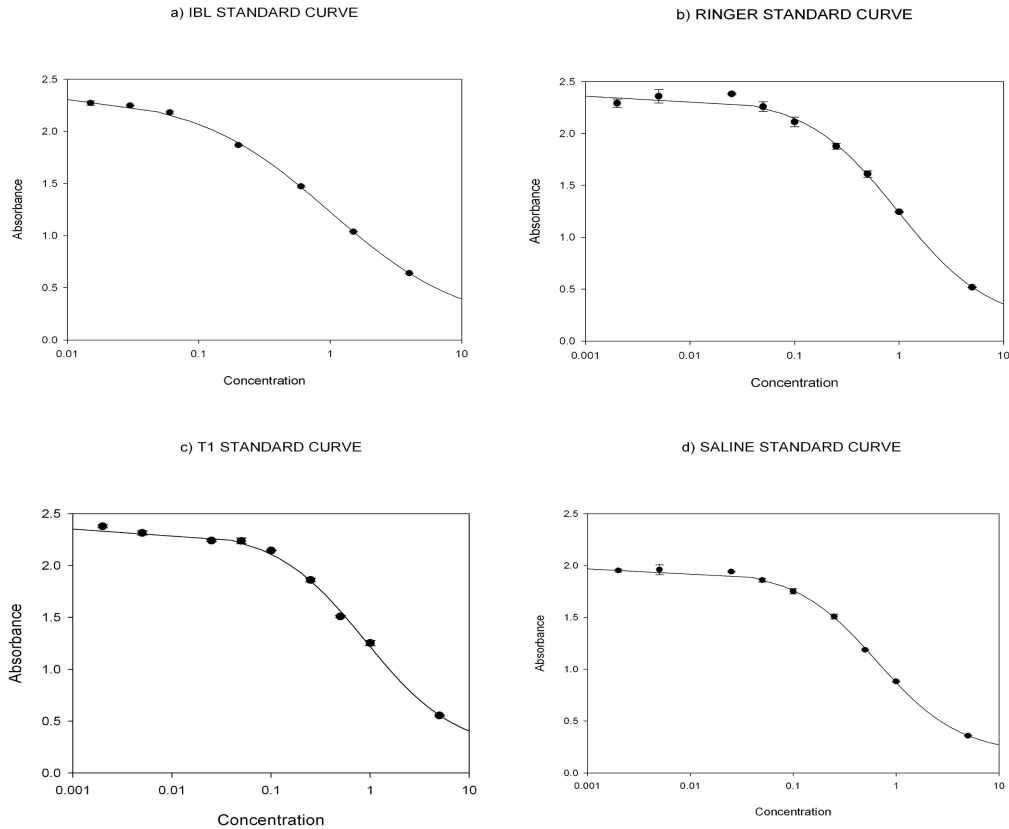 a) IBL STANDARD CURVE
2.5
2.0
1.5
1.0
0.5
0.0
Absorbance
0.01 0.1 1 10
Concentration
b) RINGER STANDARD CURVE
2.5
2.0
1.5
1.0
0.5
0.0
Absorbance
0.001 0.01 0.1 1 10
Concentration
c) T1 STANDARD CURVE
2.5
2.0
1.5
1.0
0.5
0.0
Absorbance
0.001 0.01 0.1 1 10
Concentration
d) SALINE STANDARD CURVE
2.5
2.0
1.5
1.0
0.5
0.0
Absorbance
0.001 0.01 0.1 1 10
Concentration